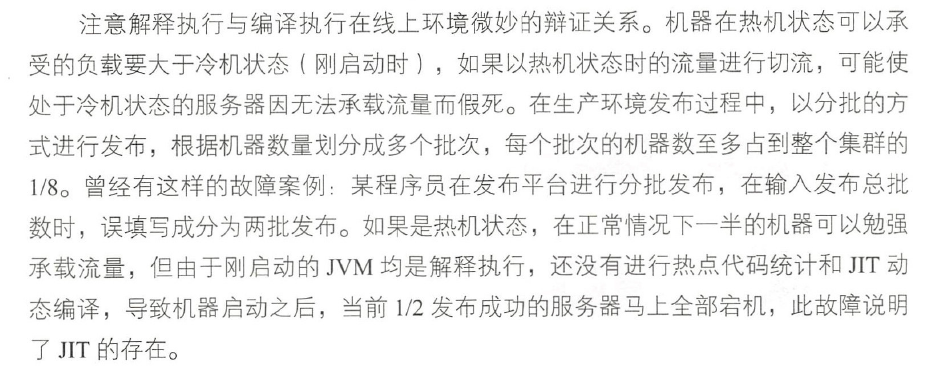 注意解释执行与编译执行在线上环境微妙的辩证关系。机器在热机状态可以承
受的负载要大于冷机状态（刚启动时），如果以热机状态时的流量进行切流，可能使
处于冷机状态的服务器因无法承载流量而假死。在生产环境发布过程中，以分批的方
式进行发布，根据机器数量划分成多个批次，每个批次的机器数至多占到整个集群的
1/8。曾经有这样的故障案例：某程序员在发布平台进行分批发布，在输入发布总批
数时，误填写成分为两批发布。如果是热机状态，在正常情况下一半的机器可以勉强
承载流量，但由于刚启动的 JVM 均是解释执行，还没有进行热点代码统计和 JIT 动
态编译，导致机器启动之后，当前 1/2 发布成功的服务器马上全部宕机，此故障说明
了 JIT 的存在。